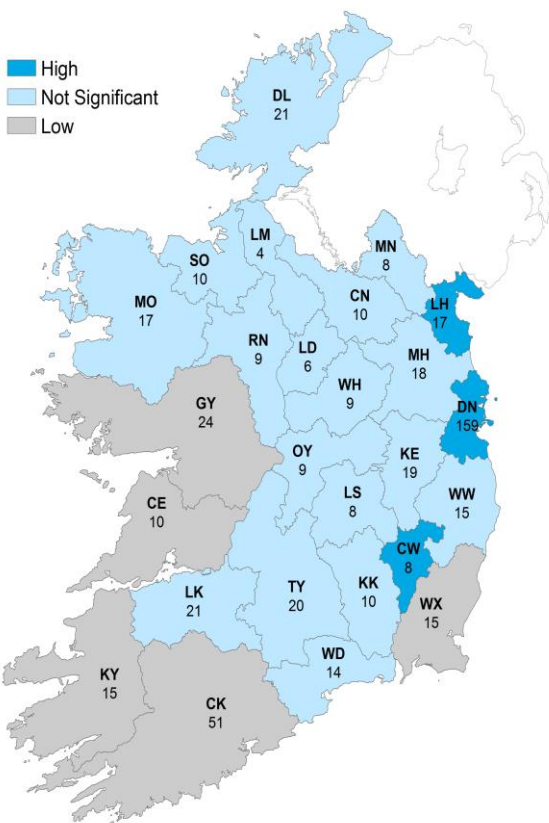 High
Not Significant
Low
DL
21
LM
4
SO
10
MN
8
MO
17
CN
10
LH
17
RN
9
LD
6
MH
18
WH
9
GY
24
DN
159
OY
9
KE
19
CE
10
LS
8
WW
15
CW
8
LK
21
TY
20
KK
10
WX
15
WD
14
KY
15
CK
51